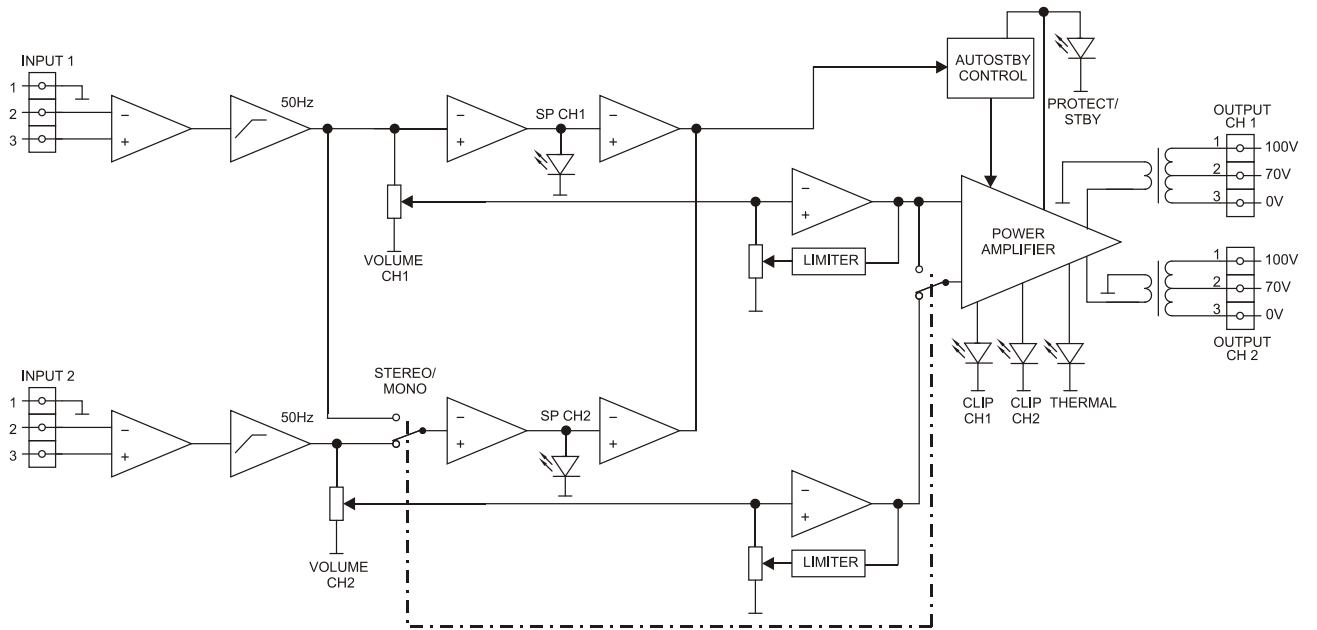 INPUT 1
1
2
3
-
+
50Hz
-
+
SP CH1
-
+
AUTOSTBY
CONTROL
PROTECT/
STBY
OUTPUT
CH 1
1
100V
2
70V
3
0V
VOLUME
CH1
-
+
LIMITER
POWER
AMPLIFIER
1
100V
2
70V
3
0V
OUTPUT
CH 2
CLIP
CH1
CLIP
CH2
THERMAL
INPUT 2
1
2
3
-
+
50Hz
STEREO/
MONO
-
+
SP CH2
-
+
VOLUME
CH2
-
+
LIMITER